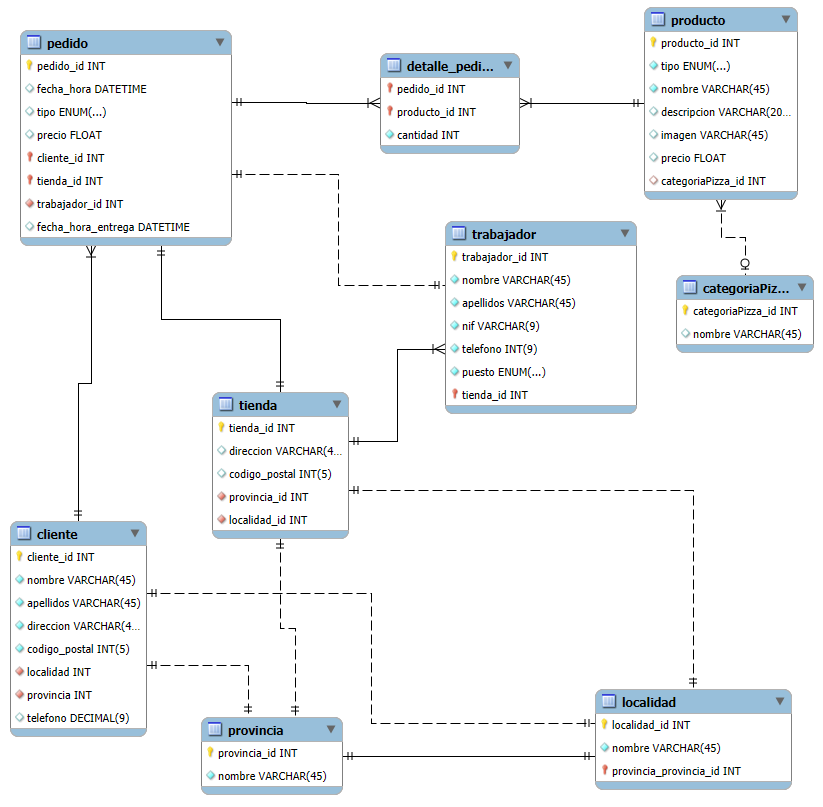 pedido
pedido_id INT
fecha_hora DATETIME
tipo ENUM(...)
precio FLOAT
cliente_id INT
tienda_id INT
trabajador_id INT
fecha_hora_entrega DATETIME
detalle_pedi...
pedido_id INT
producto_id INT
cantidad INT
producto
producto_id INT
tipo ENUM(...)
nombre VARCHAR(45)
descripcion VARCHAR(20...
imagen VARCHAR(45)
precio FLOAT
categoriaPizza_id INT
trabajador
trabajador_id INT
nombre VARCHAR(45)
apellidos VARCHAR(45)
nif VARCHAR(9)
telefono INT(9)
puesto ENUM(...)
tienda_id INT
categoriaPiz...
categoriaPizza_id INT
nombre VARCHAR(45)
tienda
tienda_id INT
direccion VARCHAR(4...
codigo_postal INT(5)
provincia_id INT
localidad_id INT
cliente
cliente_id INT
nombre VARCHAR(45)
apellidos VARCHAR(45)
direccion VARCHAR(4...
codigo_postal INT(5)
localidad INT
provincia INT
telefono DECIMAL(9)
provincia
provincia_id INT
nombre VARCHAR(45)
localidad
localidad_id INT
nombre VARCHAR(45)
provincia_provincia_id INT